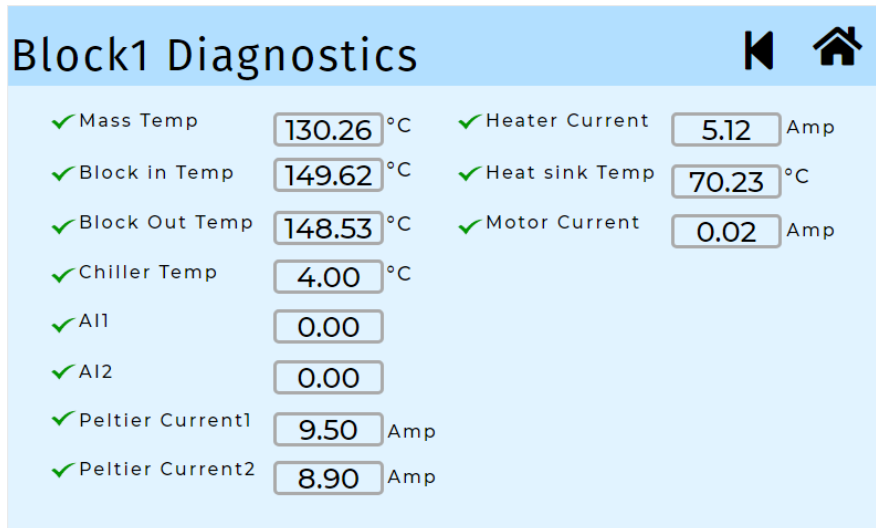 Block1 Diagnostics
Mass Temp 130.26 °C
Block in Temp 149.62 °C
Block Out Temp 148.53 °C
Chiller Temp 4.00 °C
AI1 0.00
AI2 0.00
Peltier Current1 9.50 Amp
Peltier Current2 8.90 Amp
Heater Current 5.12 Amp
Heat sink Temp 70.23 °C
Motor Current 0.02 Amp